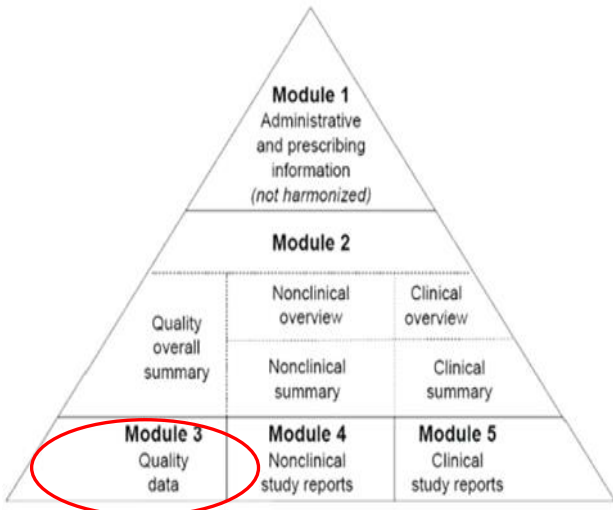 Module 1
Administrative
and prescribing
information
(not harmonized)
Module 2
Quality
overall
summary
Nonclinical
overview
Clinical
overview
Nonclinical
summary
Clinical
summary
Module 3
Quality
data
Module 4
Nonclinical
study reports
Module 5
Clinical
study reports